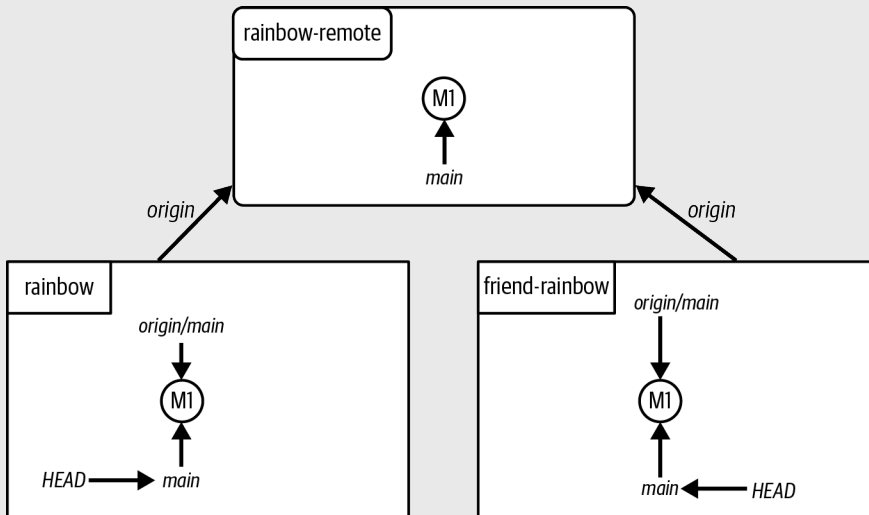 rainbow-remote
M1
main
origin
origin
rainbow
origin/main
M1
HEAD
main
friend-rainbow
origin/main
M1
main
HEAD